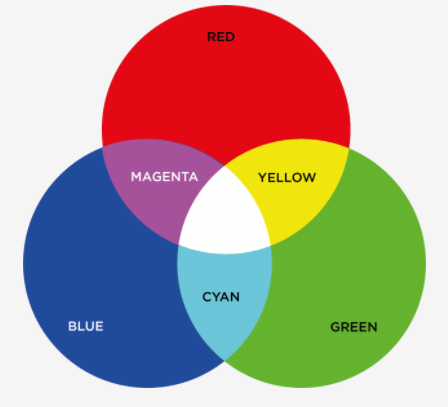 RED
MAGENTA
YELLOW
CYAN
BLUE
GREEN